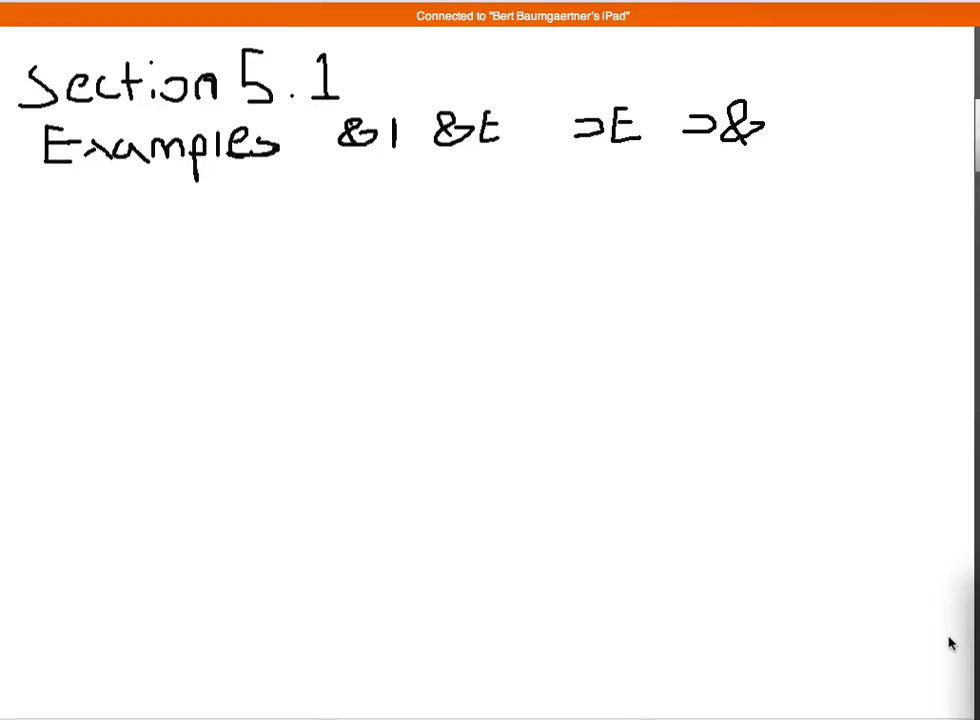 Connected to "Bert Baumgaertner's iPad"
Section 5.1
Examples &I &E ⊃E ⊃&